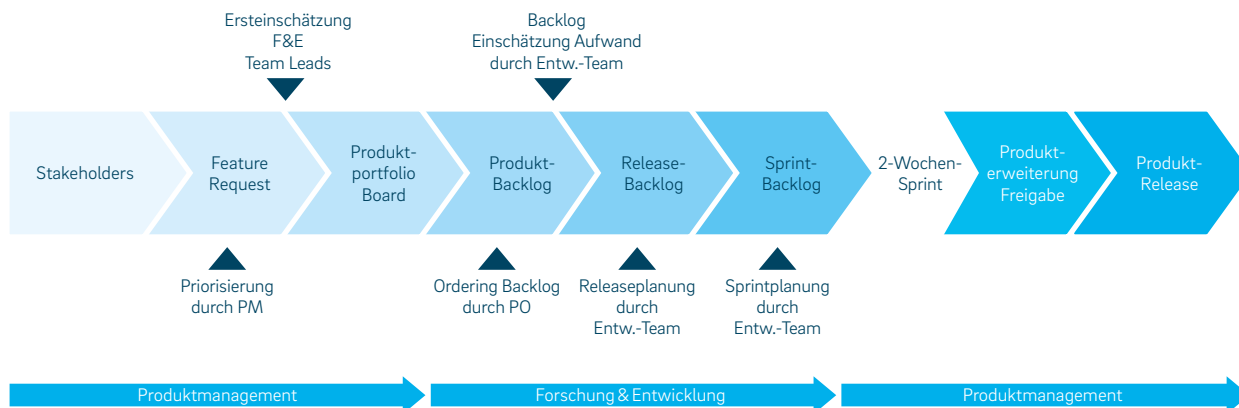 Ersteinschätzung
F&E
Team Leads
Backlog
Einschätzung Aufwand
durch Entw.-Team
Stakeholders
Feature
Request
Produkt-
portfolio
Board
Produkt-
Backlog
Release-
Backlog
Sprint-
Backlog
2-Wochen-
Sprint
Produkt-
erweiterung
Freigabe
Produkt-
Release
Priorisierung
durch PM
Ordering Backlog
durch PO
Releaseplanung
durch
Entw.-Team
Sprintplanung
durch
Entw.-Team
Produktmanagement
Forschung & Entwicklung
Produktmanagement